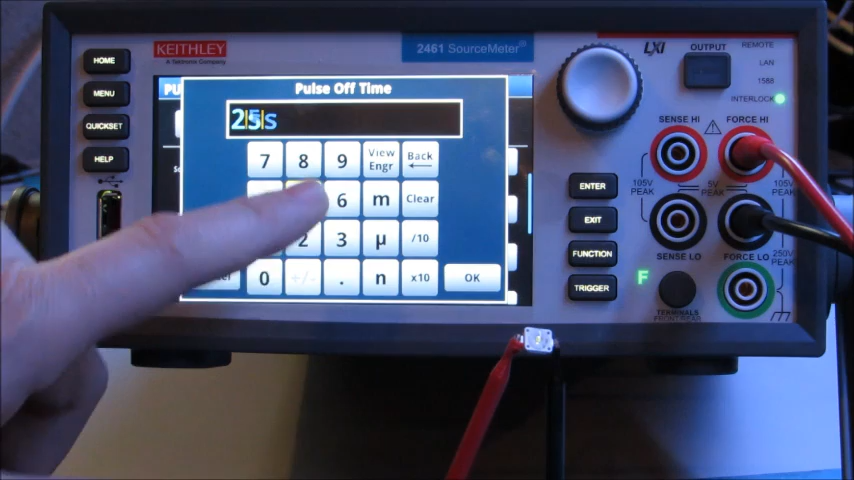 KEITHLEY
A Tektronix Company
2461 SourceMeter
LXI
OUTPUT
REMOTE
LAN
1588
INTERLOCK
HOME
MENU
QUICKSET
HELP
PU
Pulse Off Time
25s
7 8 9 View Engr Back
6 m Clear
2 3 µ /10
0 +/- . n x10 OK
ENTER
EXIT
FUNCTION
TRIGGER
SENSE HI
FORCE HI
105V PEAK
5V PEAK
105V PEAK
SENSE LO
FORCE LO
250V PEAK
F
TERMINALS
FRONT/REAR